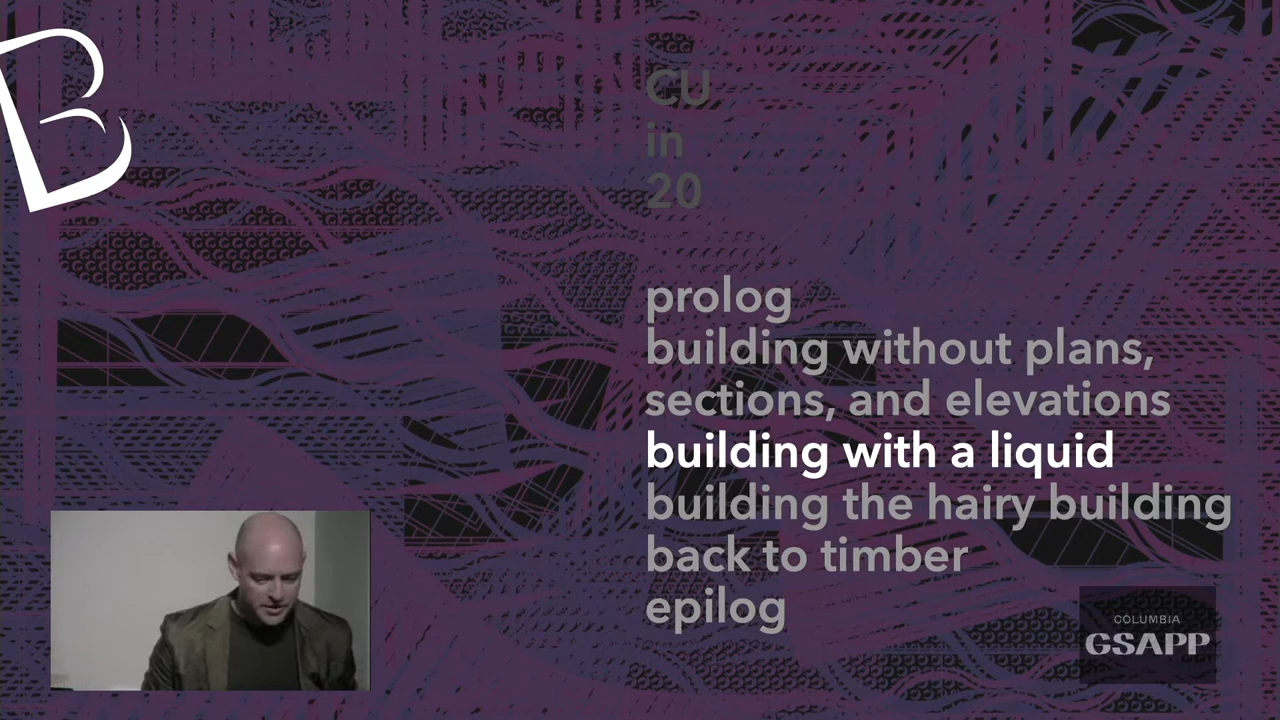 B
CU
in
20
prolog
building without plans,
sections, and elevations
building with a liquid
building the hairy building
back to timber
epilog
COLUMBIA
GSAPP